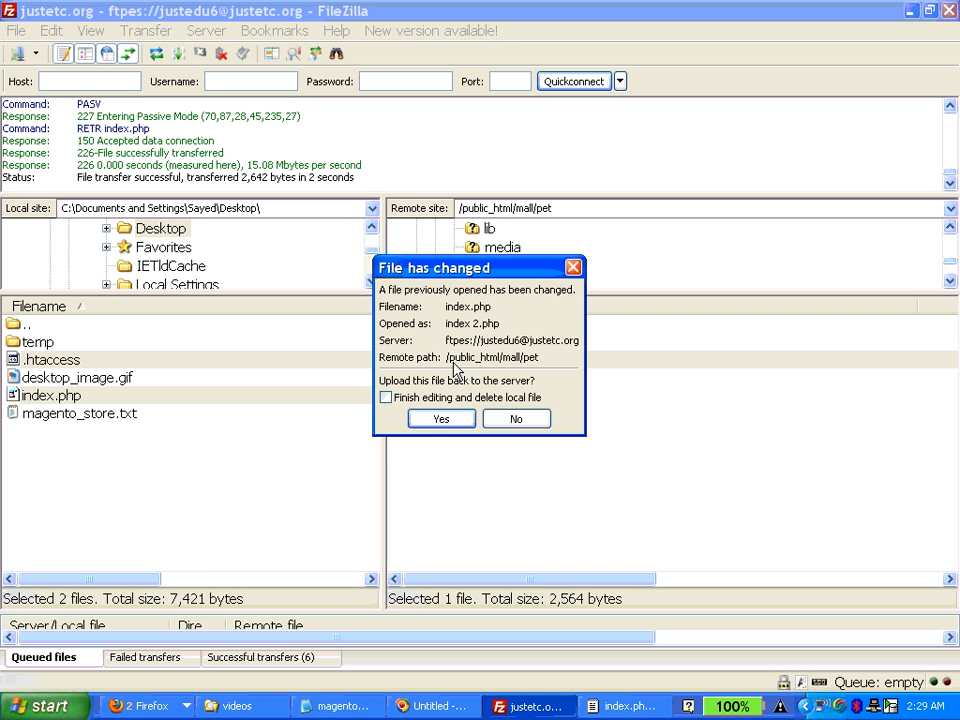 justetc.org - ftpes://justedu6@justetc.org - FileZilla
File Edit View Transfer Server Bookmarks Help New version available!
Host: Username: Password: Port: Quickconnect
Command: PASV
Response: 227 Entering Passive Mode (70,87,28,45,235,27)
Command: RETR index.php
Response: 150 Accepted data connection
Response: 226-File successfully transferred
Response: 226 0.000 seconds (measured here), 15.08 Mbytes per second
Status: File transfer successful, transferred 2,642 bytes in 2 seconds
Local site: C:\Documents and Settings\Sayed\Desktop\
Remote site: /public_html/mall/pet
Desktop
Favorites
IETldCache
Local Settings
lib
media
Filename
..
temp
.htaccess
desktop_image.gif
index.php
magento_store.txt
File has changed
A file previously opened has been changed.
Filename: index.php
Opened as: index 2.php
Server: ftpes://justedu6@justetc.org
Remote path: /public_html/mall/pet
Upload this file back to the server?
Finish editing and delete local file
Yes No
Selected 2 files. Total size: 7,421 bytes
Selected 1 file. Total size: 2,564 bytes
Server/Local file Dire... Remote file
Queued files Failed transfers Successful transfers (6)
Queue: empty
start 2 Firefox videos magento... Untitled -... justetc.o... index.ph... 100% 2:29 AM